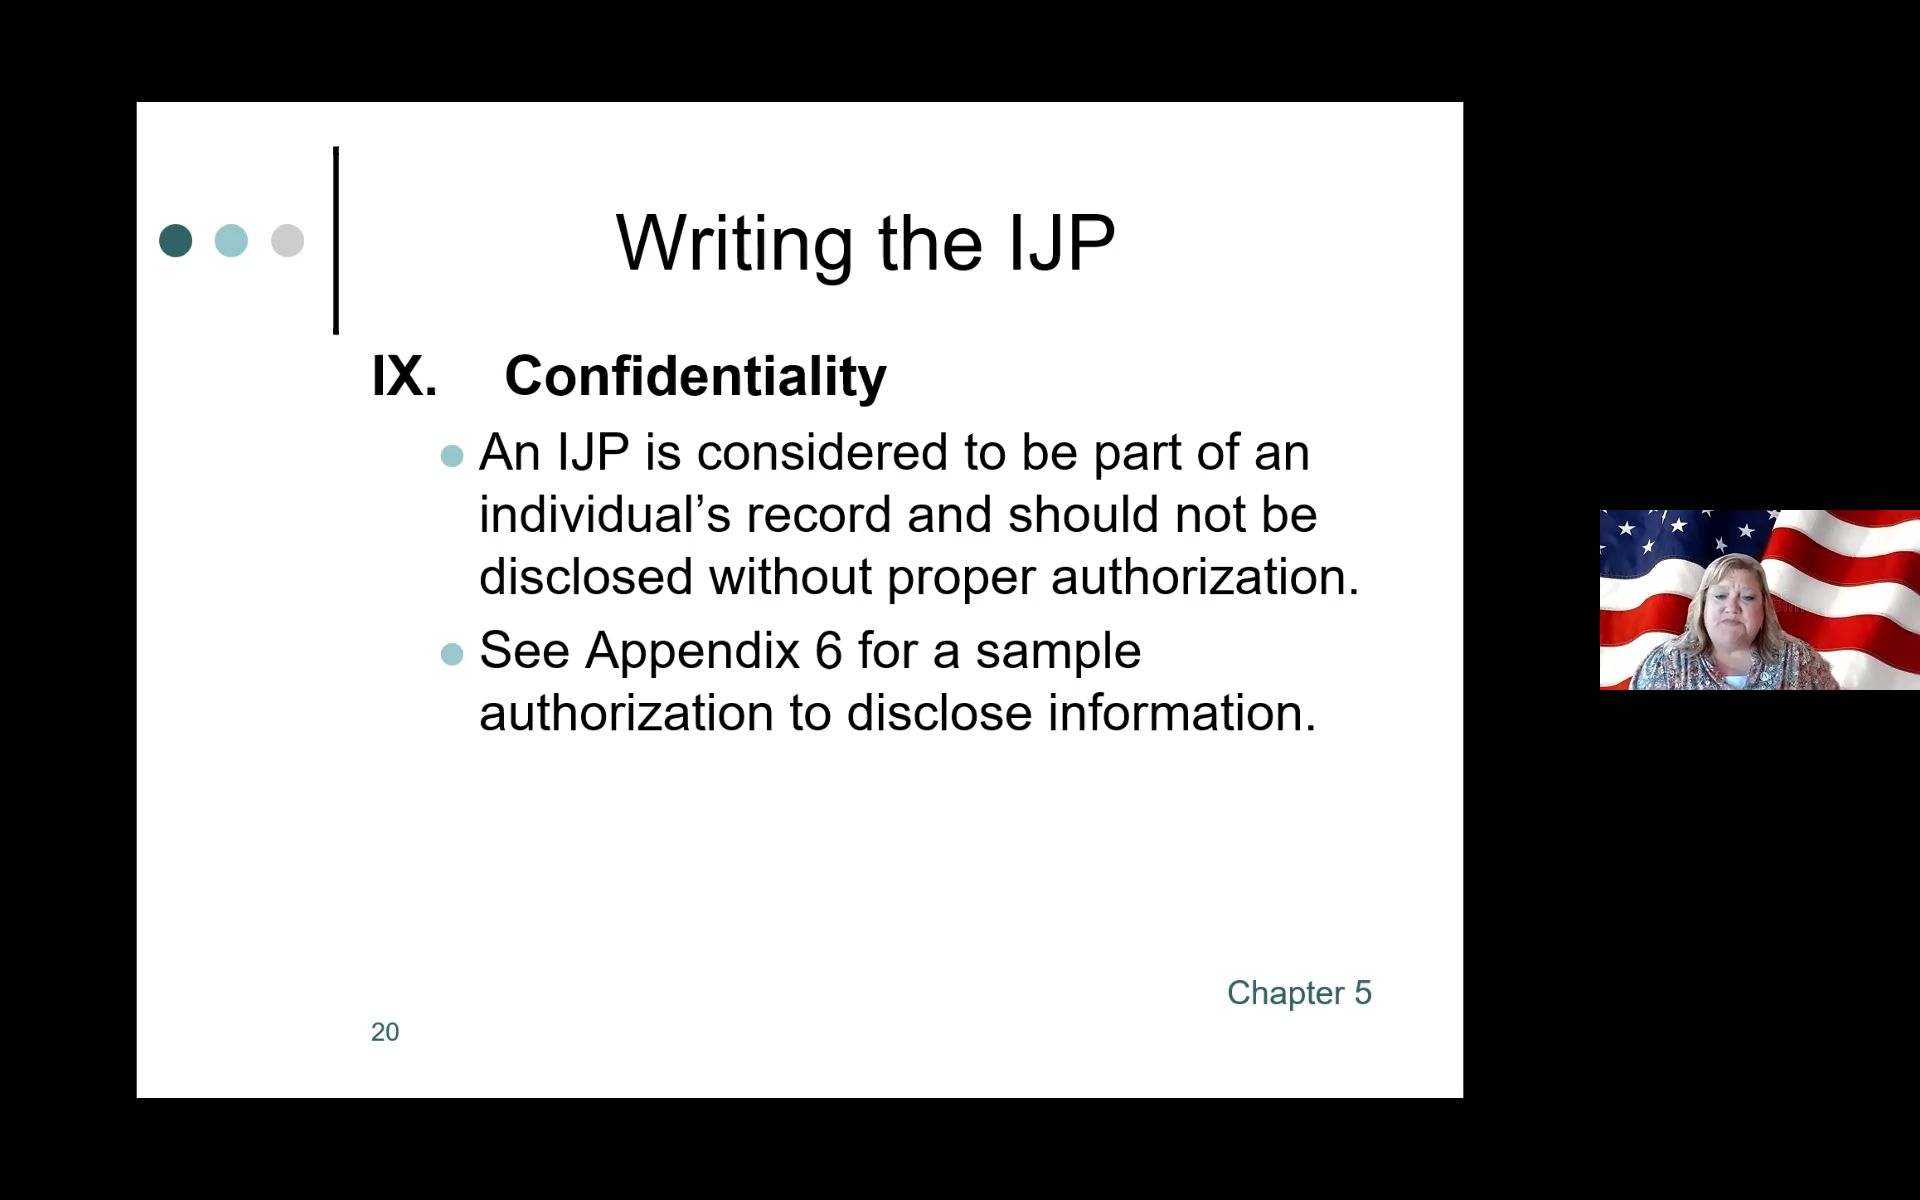 Writing the IJP
IX. Confidentiality
An IJP is considered to be part of an
individual’s record and should not be
disclosed without proper authorization.
See Appendix 6 for a sample
authorization to disclose information.
Chapter 5
20